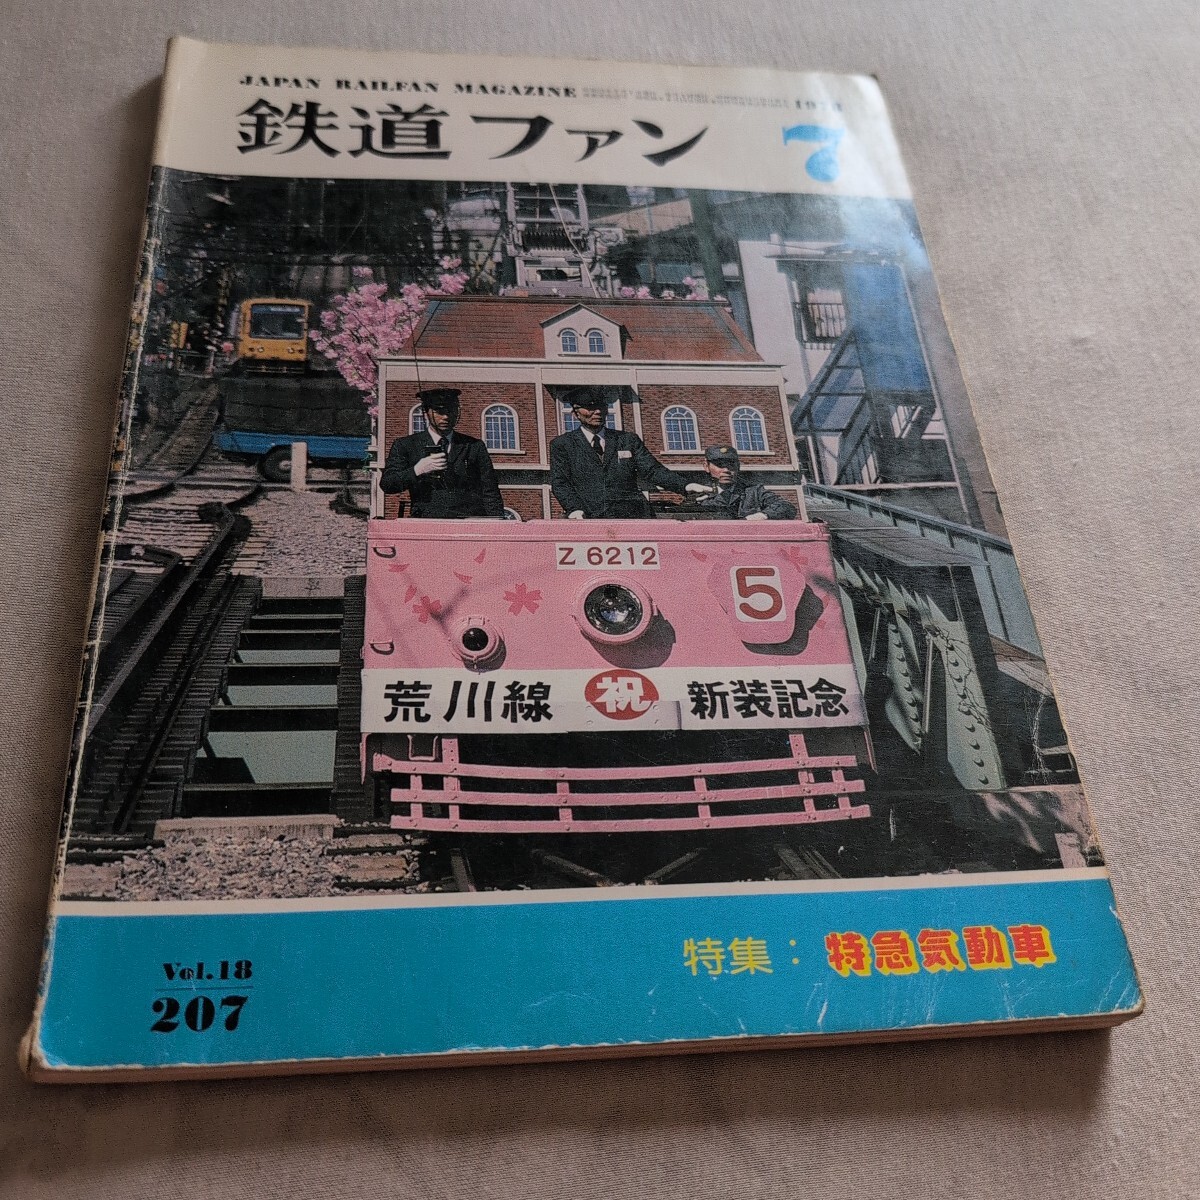 JAPAN RAILFAN MAGAZINE
鉄道ファン
7
Z 6212
5
荒川線 祝 新装記念
特集： 特急気動車
Vol.18
207